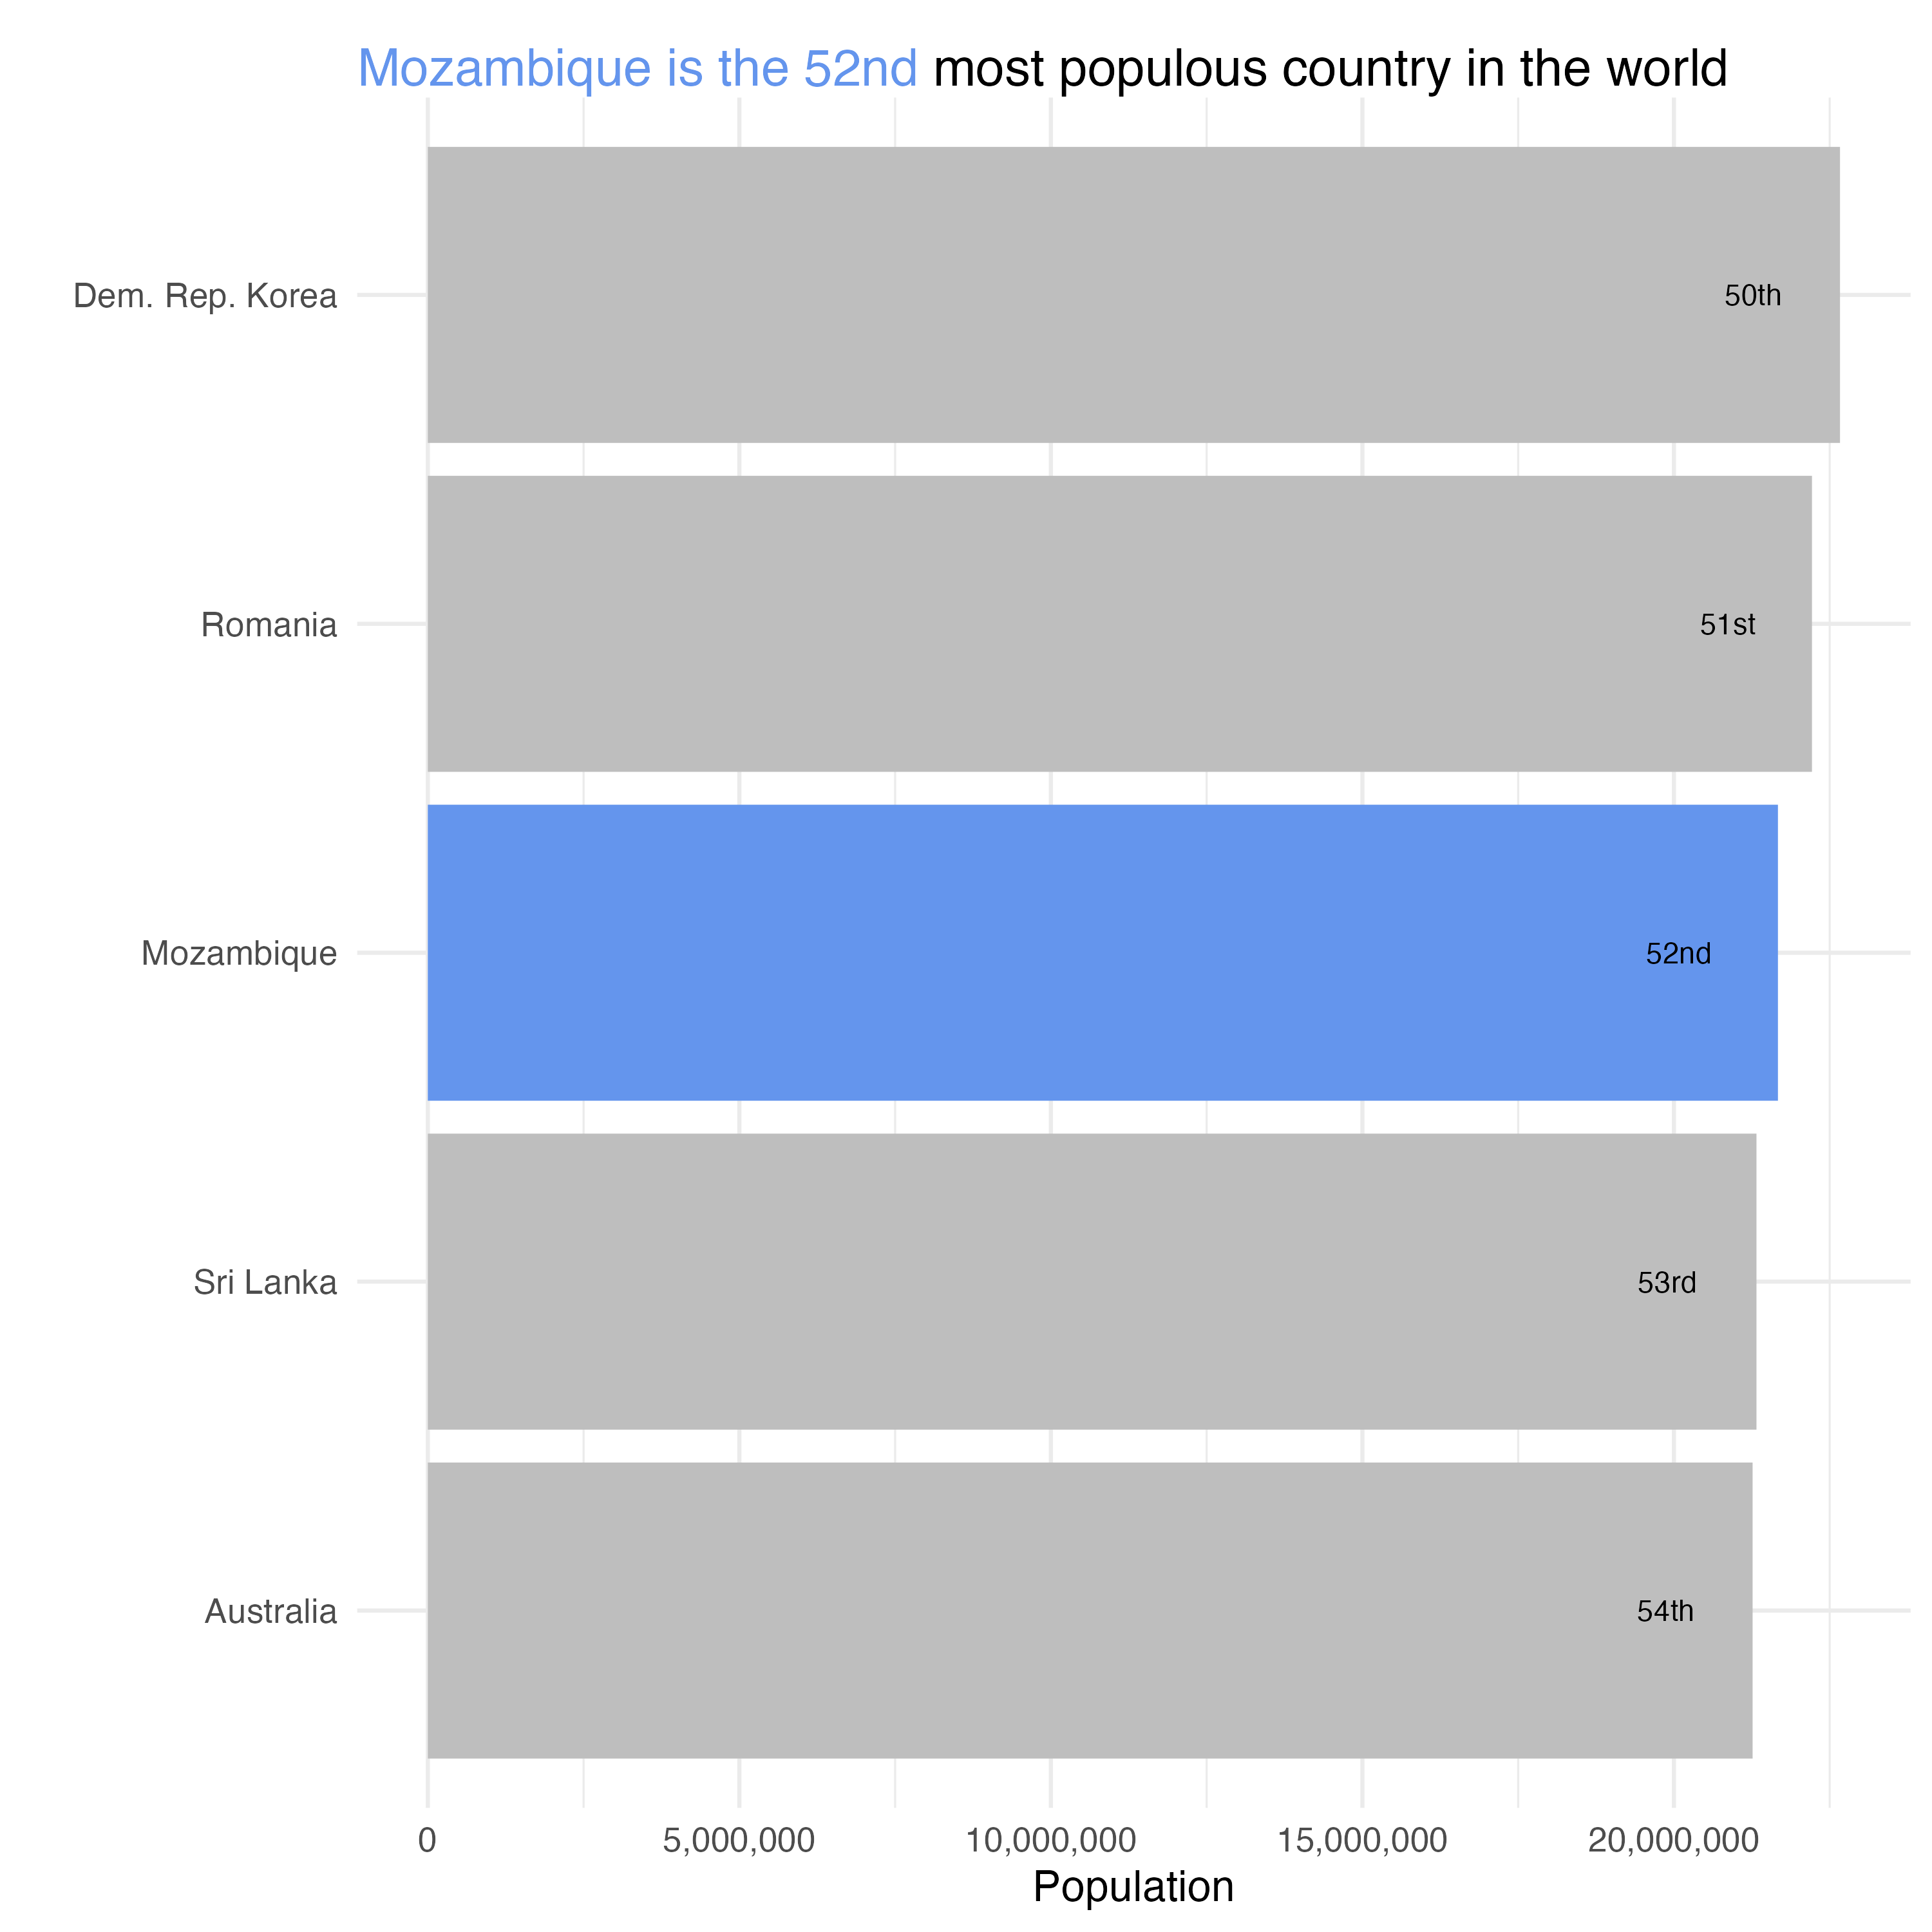 Mozambique is the 52nd most populous country in the world
Dem. Rep. Korea
50th
Romania
51st
Mozambique
52nd
Sri Lanka
53rd
Australia
54th
0 5,000,000 10,000,000 15,000,000 20,000,000
Population